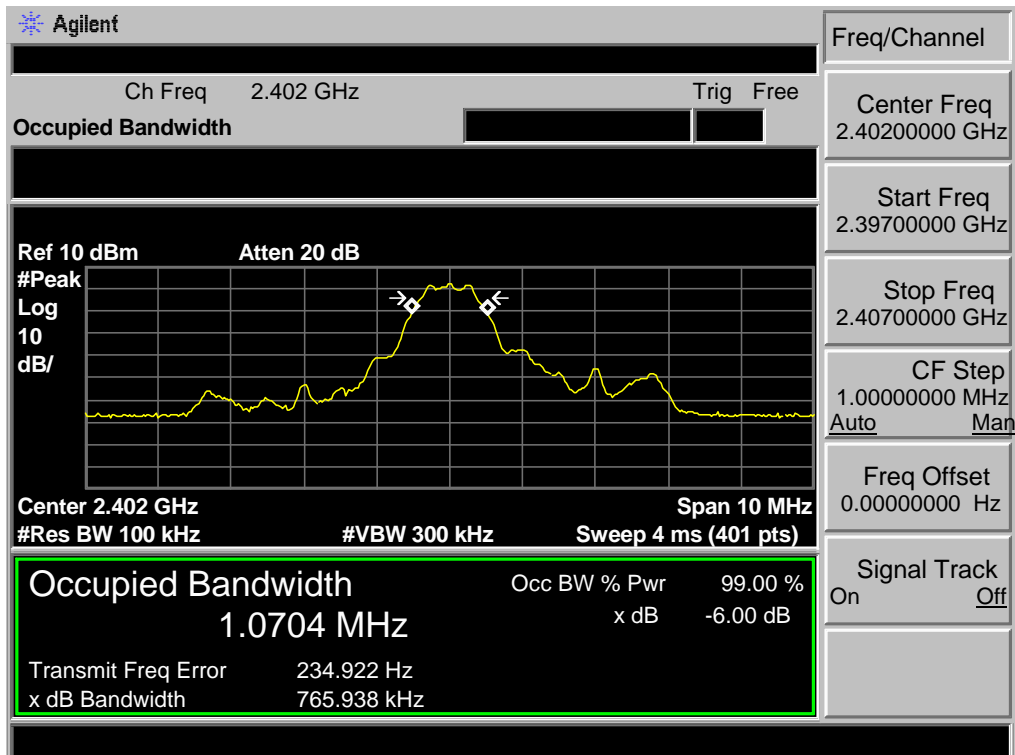 Agilent
Ch Freq 2.402 GHz Trig Free
Occupied Bandwidth
Ref 10 dBm Atten 20 dB
#Peak
Log
10
dB/
Center 2.402 GHz Span 10 MHz
#Res BW 100 kHz #VBW 300 kHz Sweep 4 ms (401 pts)
Occupied Bandwidth
1.0704 MHz
Occ BW % Pwr 99.00 %
x dB -6.00 dB
Transmit Freq Error 234.922 Hz
x dB Bandwidth 765.938 kHz
Freq/Channel
Center Freq
2.40200000 GHz
Start Freq
2.39700000 GHz
Stop Freq
2.40700000 GHz
CF Step
1.00000000 MHz
Auto Man
Freq Offset
0.00000000 Hz
Signal Track
On Off